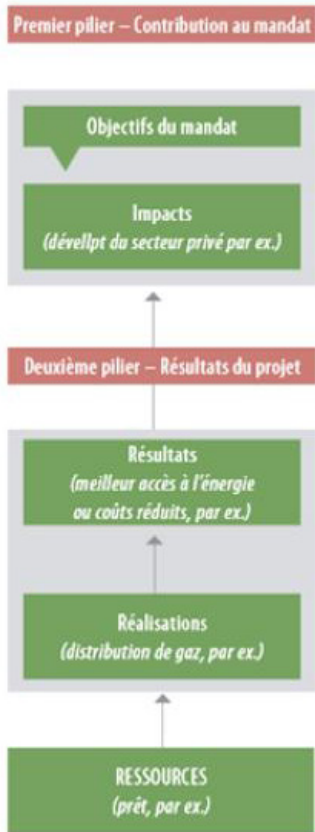 Premier pilier – Contribution au mandat
Objectifs du mandat
Impacts
(dévellpt du secteur privé par ex.)
Deuxième pilier – Résultats du projet
Résultats
(meilleur accès à l'énergie
ou coûts réduits, par ex.)
Réalisations
(distribution de gaz, par ex.)
RESSOURCES
(prêt, par ex.)